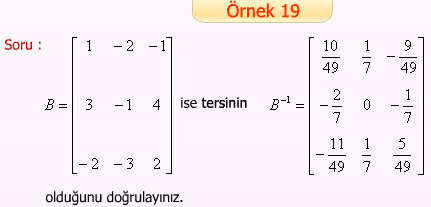 Örnek 19
Soru :
1 -2 -1
B = 3 -1 4 ise tersinin B⁻¹ =
-2 -3 2
10/49 1/7 -9/49
-2/7 0 -1/7
-11/49 1/7 5/49
olduğunu doğrulayınız.